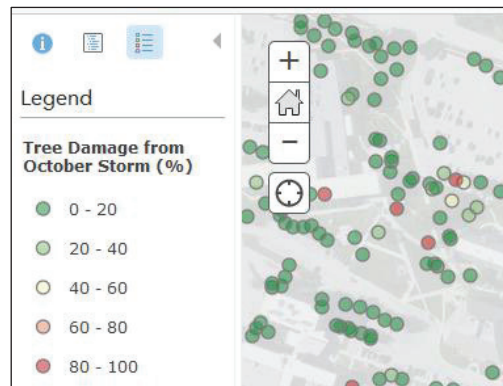 Legend
Tree Damage from
October Storm (%)
0 - 20
20 - 40
40 - 60
60 - 80
80 - 100